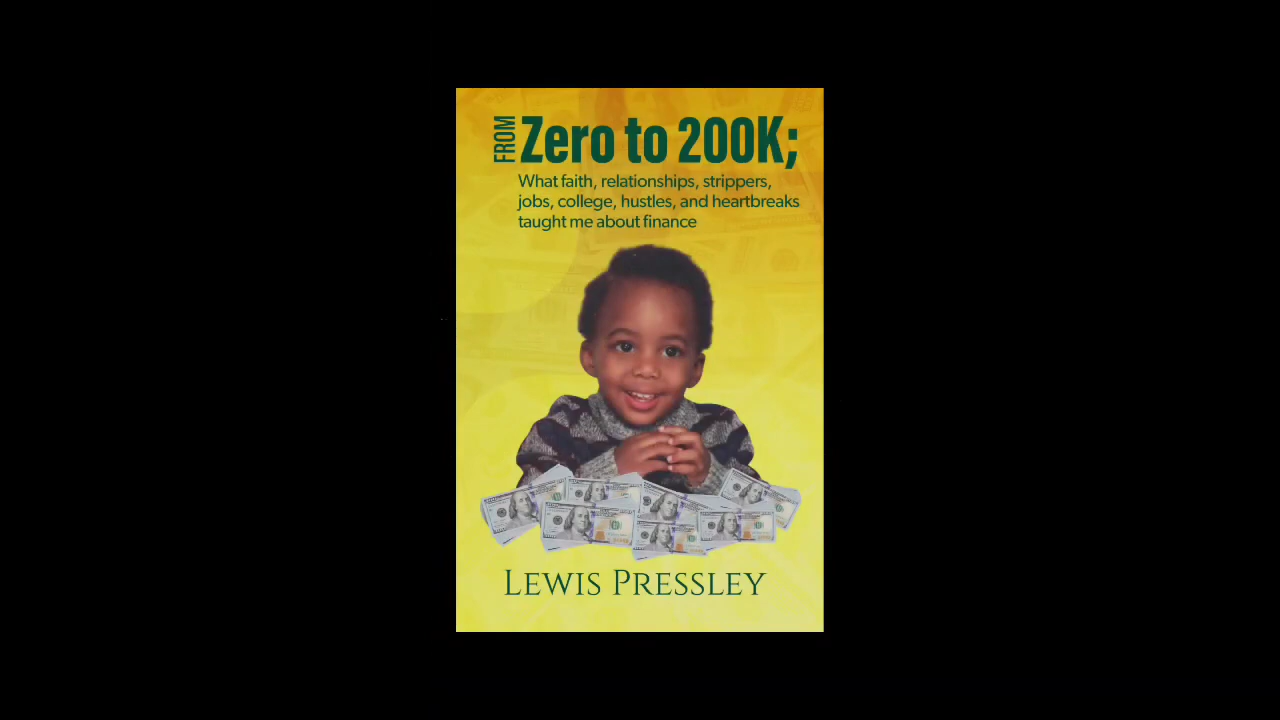 FROM Zero to 200K;
What faith, relationships, strippers,
jobs, college, hustles, and heartbreaks
taught me about finance
LEWIS PRESSLEY